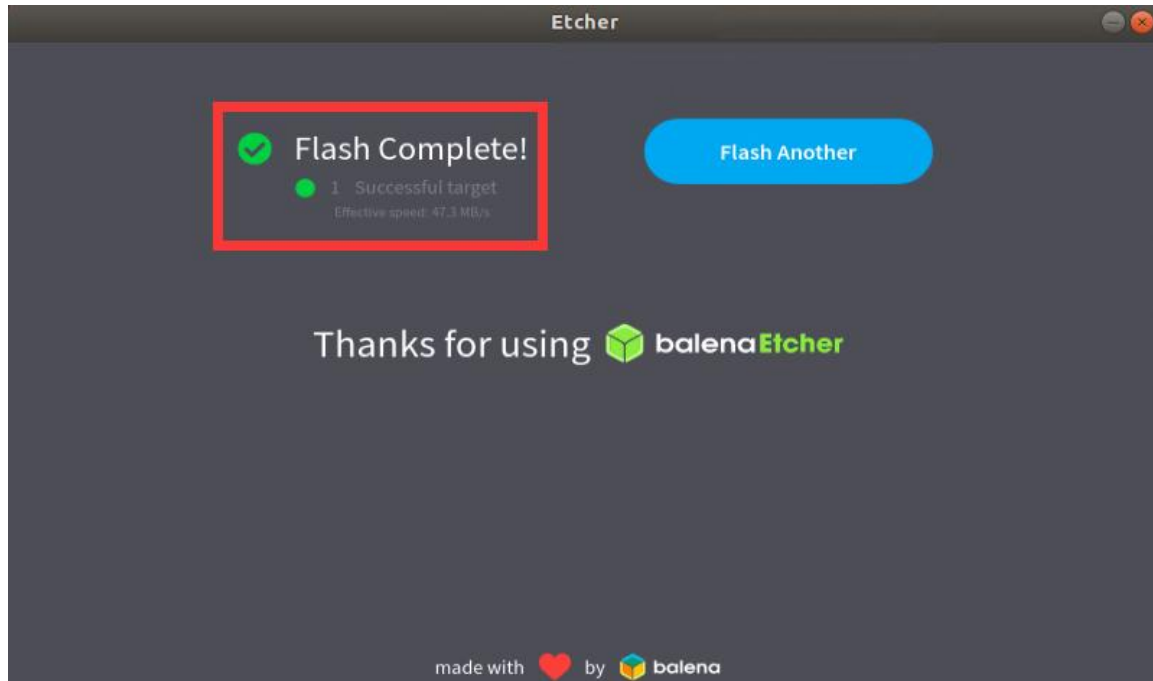 Etcher
Flash Complete!
Flash Another
1 Successful target
Effective speed: 47.3 MB/s
Thanks for using balenaEtcher
made with by balena